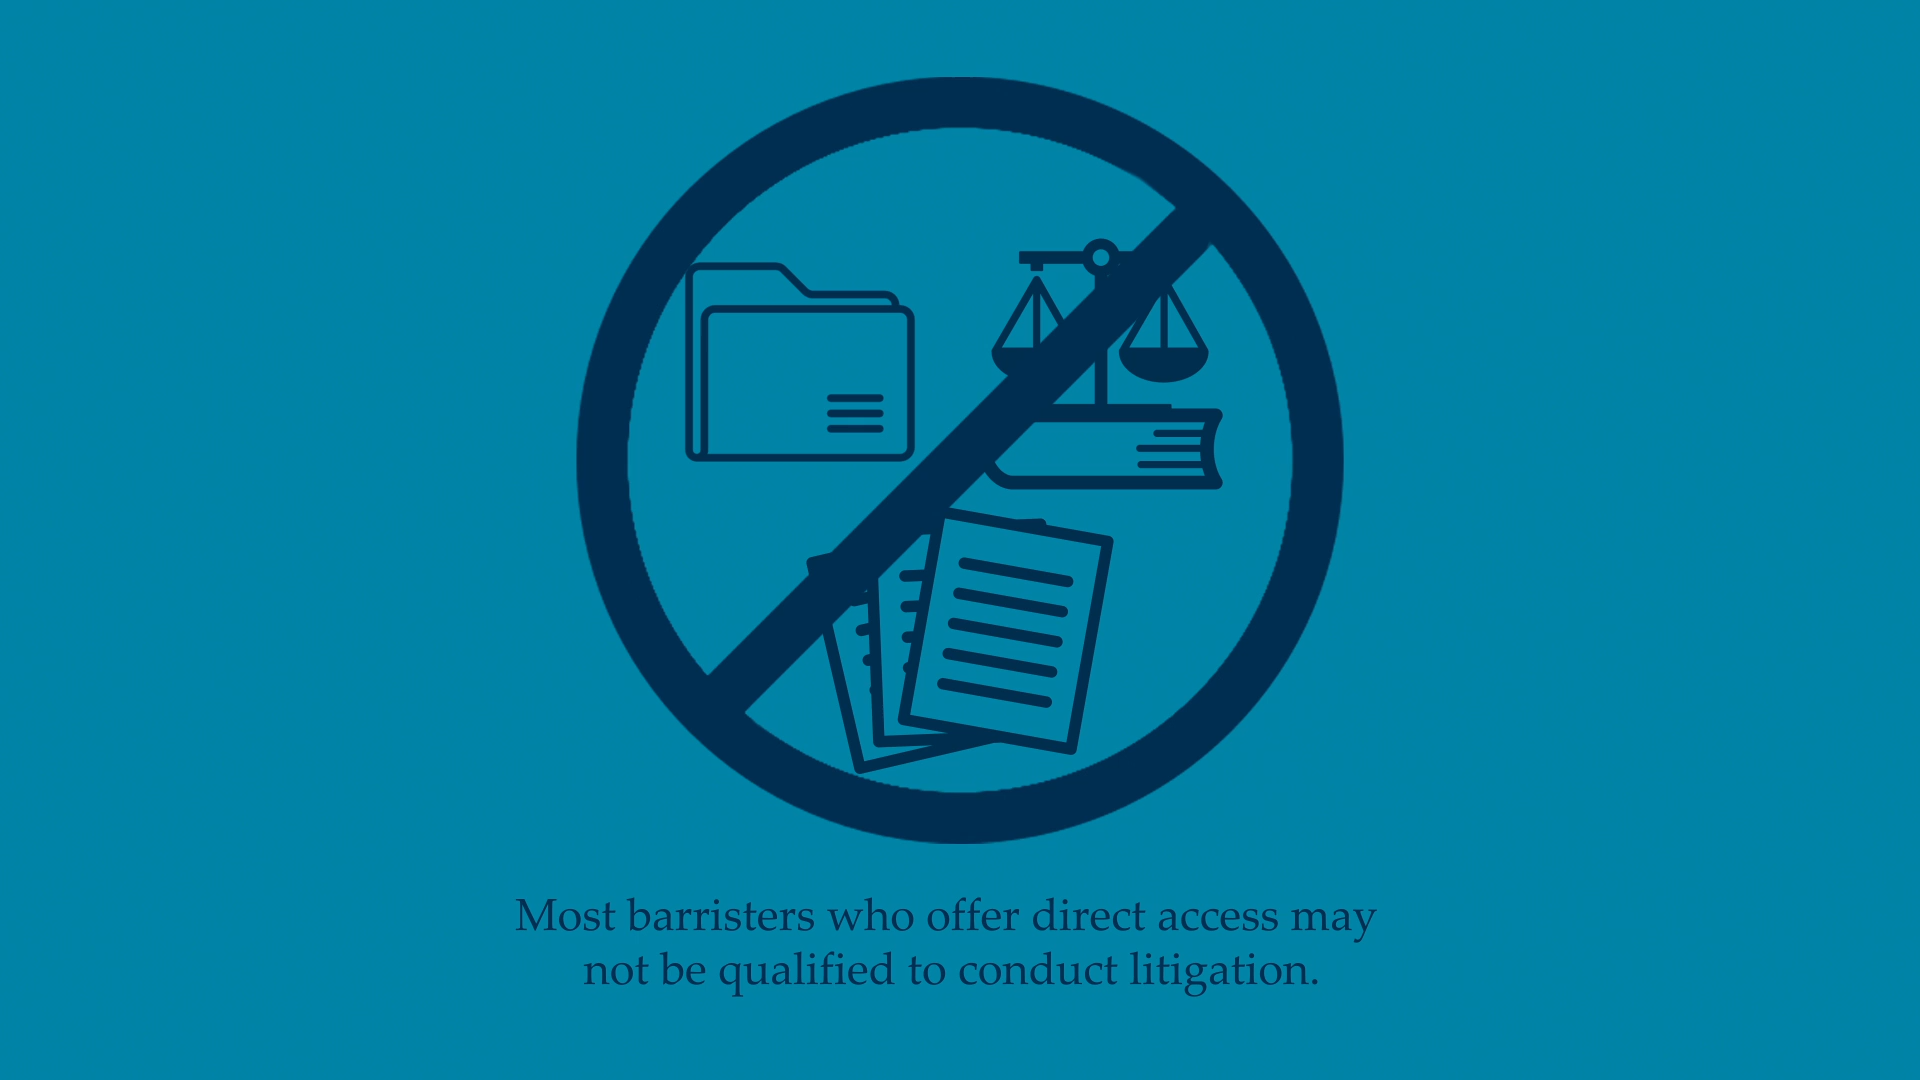 Most barristers who offer direct access may
not be qualified to conduct litigation.